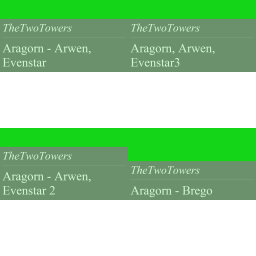 TheTwoTowers
Aragorn - Arwen,
Evenstar
TheTwoTowers
Aragorn, Arwen,
Evenstar3
TheTwoTowers
Aragorn - Arwen,
Evenstar 2
TheTwoTowers
Aragorn - Brego